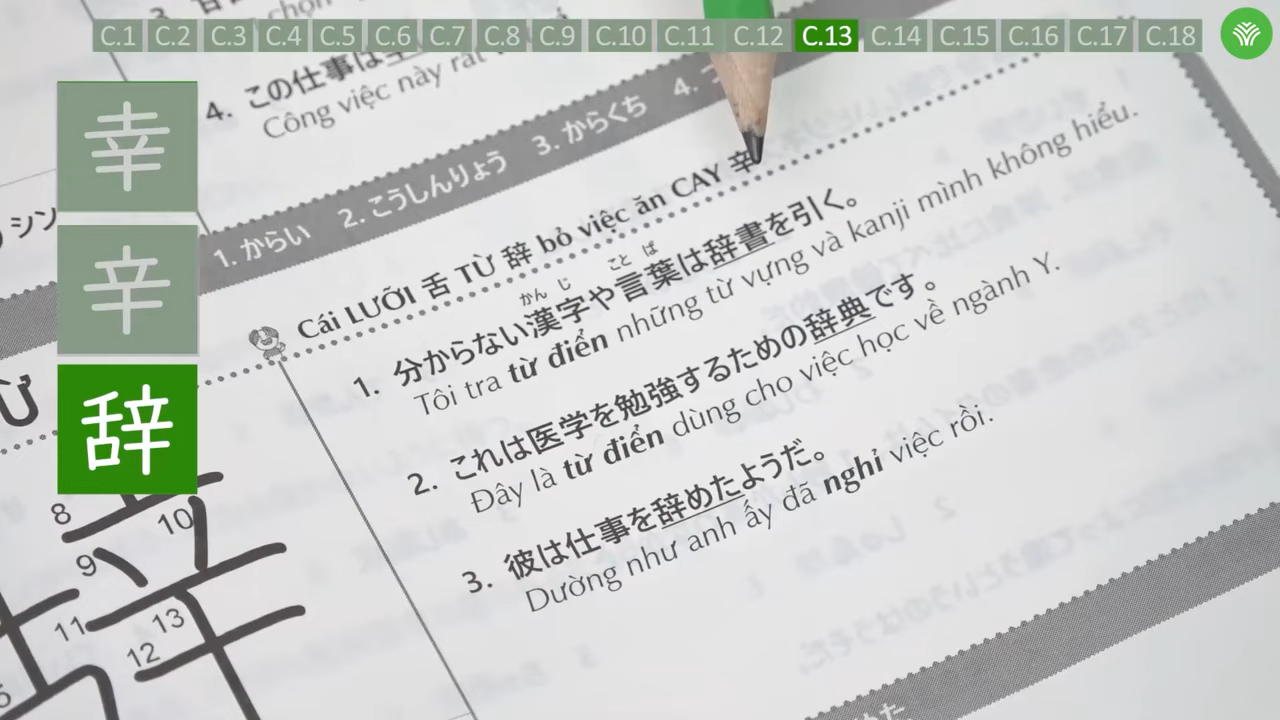 C.1 C.2 C.3 C.4 C.5 C.6 C.7 C.8 C.9 C.10 C.11 C.12 C.13 C.14 C.15 C.16 C.17 C.18
幸
辛
辞
4. この仕事は
Công việc này rất
シン
1. からい 2. こうしんりょう 3. からくち 4.
Cái LƯỠI 舌 TỪ 辞 bỏ việc ăn CAY 辛
かん じ こと ば
1. 分からない漢字や言葉は辞書を引く。
Tôi tra từ điển những từ vựng và kanji mình không hiểu.
2. これは医学を勉強するための辞典です。
Đây là từ điển dùng cho việc học về ngành Y.
3. 彼は仕事を辞めたようだ。
Dường như anh ấy đã nghỉ việc rồi.
8
10
9
11
13
12